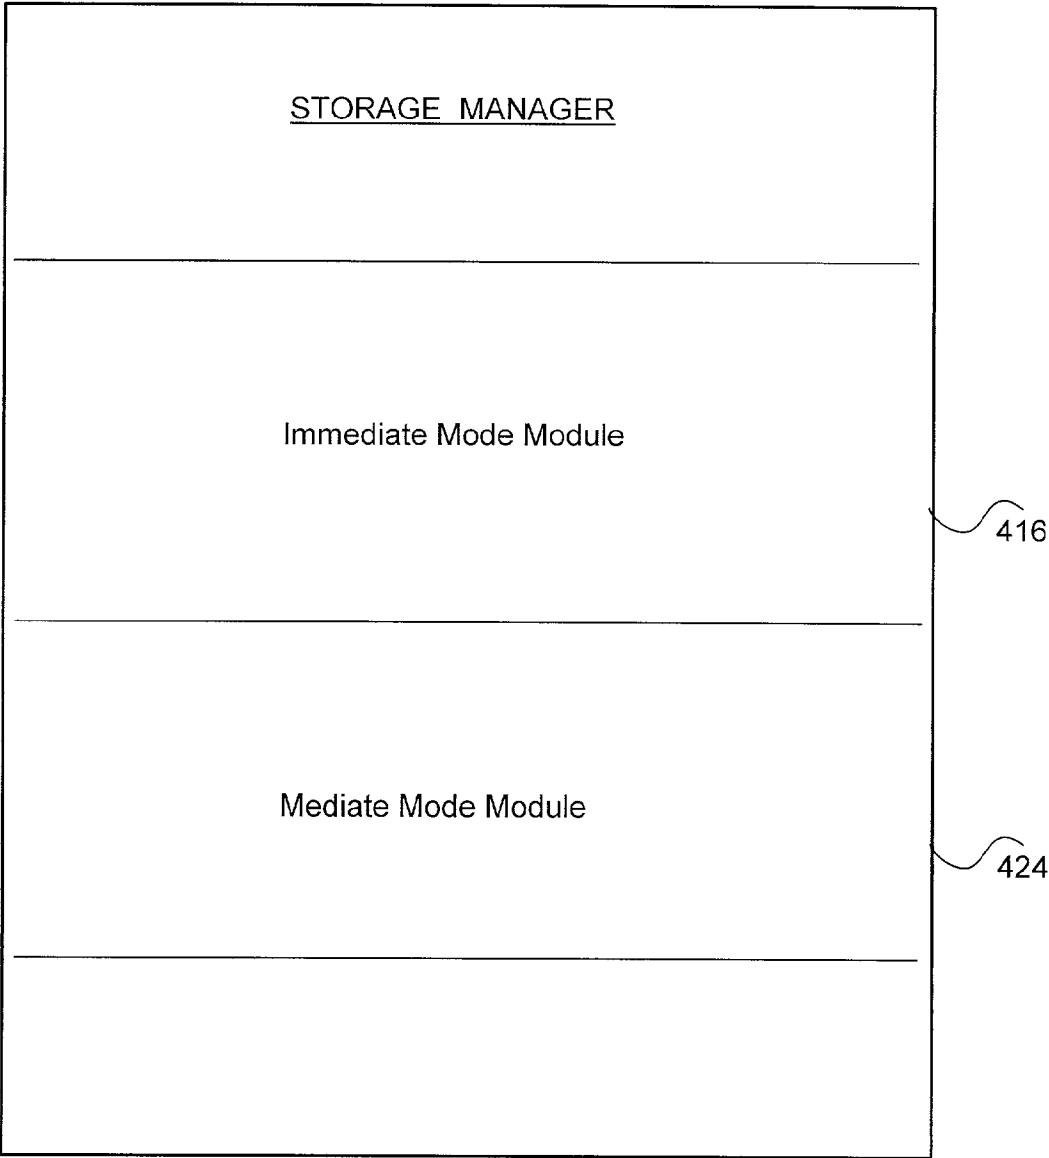 STORAGE MANAGER
Immediate Mode Module
416
Mediate Mode Module
424